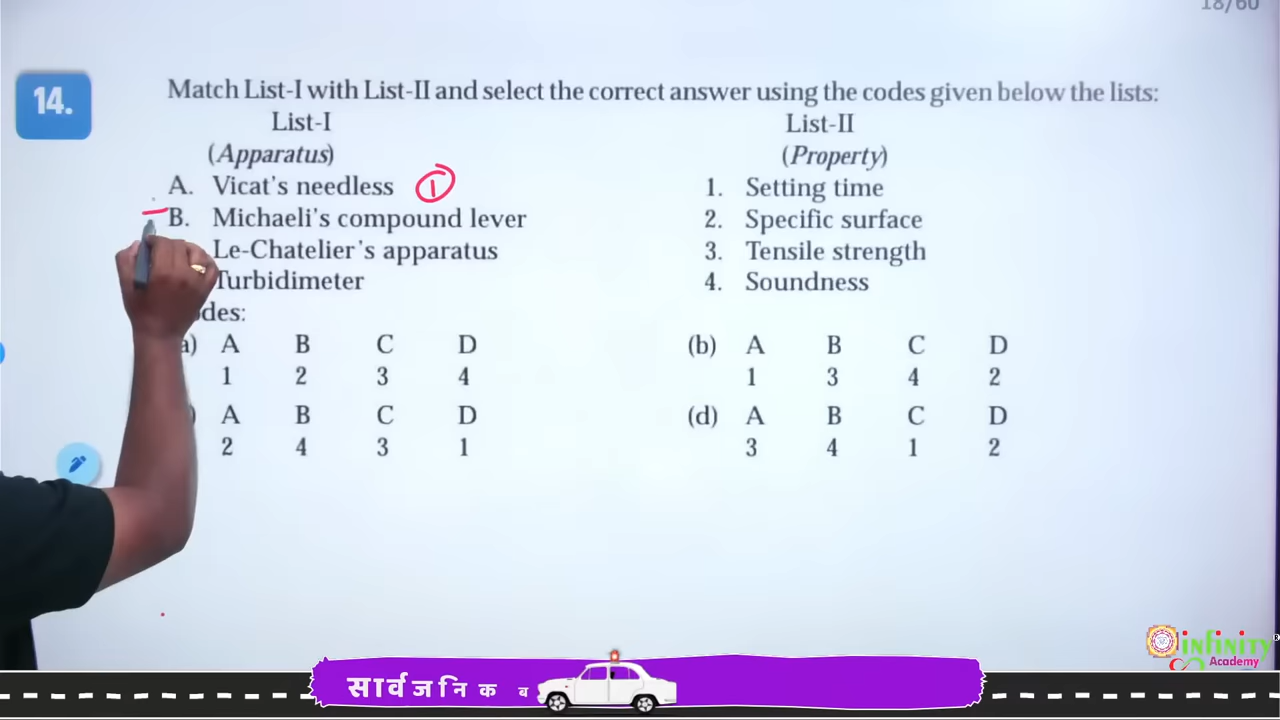 18/60
14.
Match List-I with List-II and select the correct answer using the codes given below the lists:
List-I List-II
(Apparatus) (Property)
A. Vicat's needless 1 1. Setting time
B. Michaeli's compound lever 2. Specific surface
Le-Chatelier's apparatus 3. Tensile strength
Turbidimeter 4. Soundness
des:
a) A B C D (b) A B C D
1 2 3 4 1 3 4 2
) A B C D (d) A B C D
2 4 3 1 3 4 1 2
infinity
Academy
सार्वजनिक ब